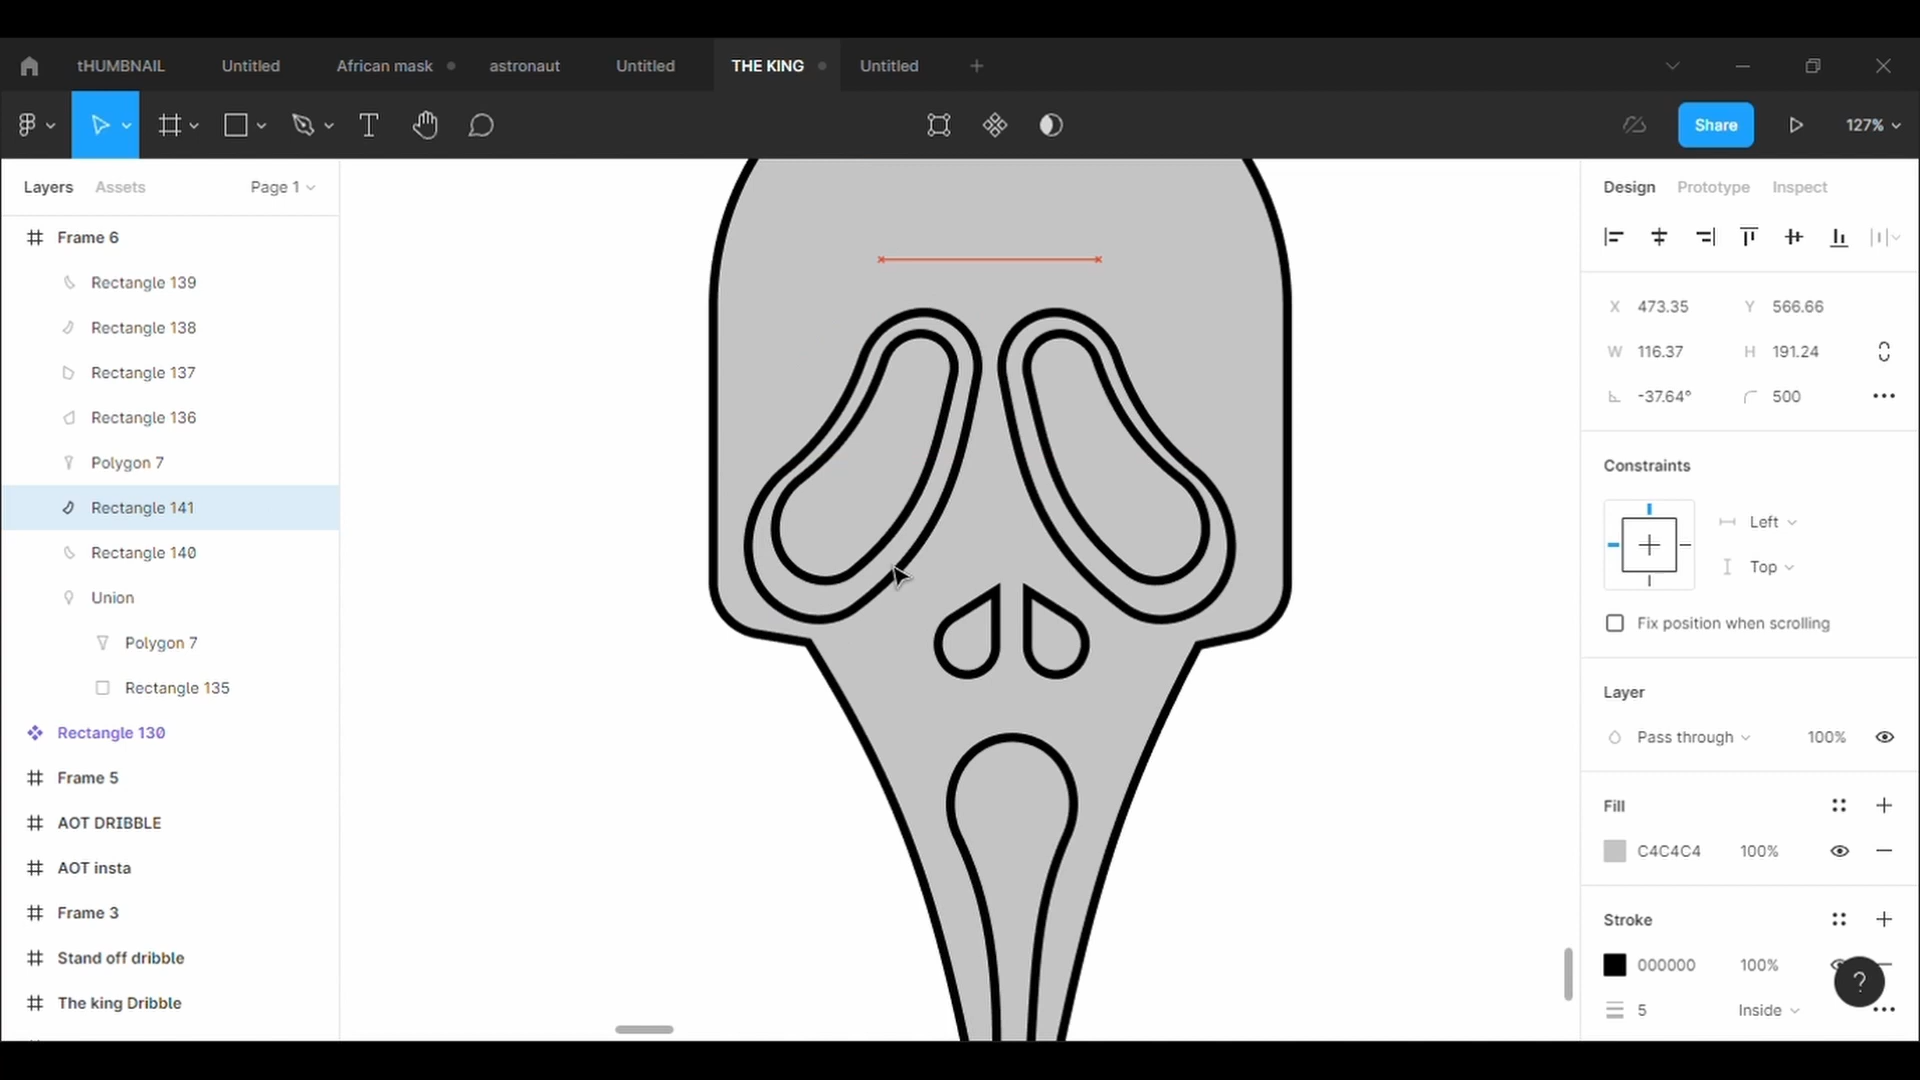 tHUMBNAIL Untitled African mask astronaut Untitled THE KING Untitled
Share 127%
Layers Assets Page 1
Frame 6
Rectangle 139
Rectangle 138
Rectangle 137
Rectangle 136
Polygon 7
Rectangle 141
Rectangle 140
Union
Polygon 7
Rectangle 135
Rectangle 130
Frame 5
AOT DRIBBLE
AOT insta
Frame 3
Stand off dribble
The king Dribble
Design Prototype Inspect
X 473.35 Y 566.66
W 116.37 H 191.24
-37.64° 500
Constraints
Left
Top
Fix position when scrolling
Layer
Pass through 100%
Fill
C4C4C4 100%
Stroke
000000 100%
5 Inside
?